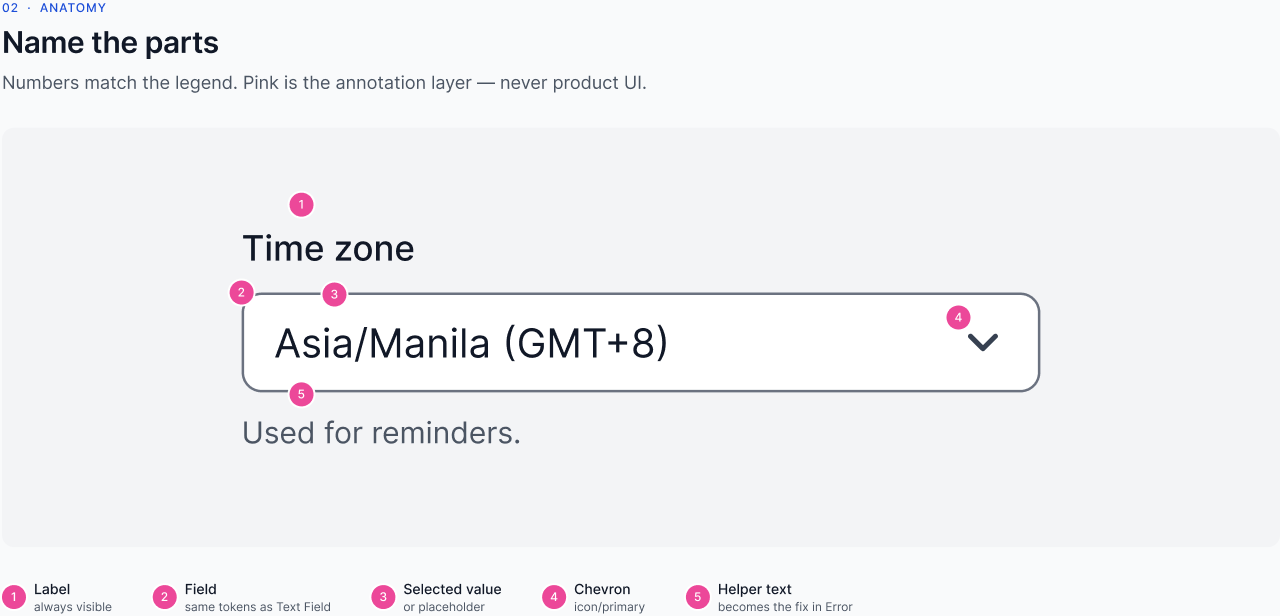 02 · ANATOMY
Name the parts
Numbers match the legend. Pink is the annotation layer — never product UI.
1
Time zone
2
3
4
Asia/Manila (GMT+8)
5
Used for reminders.
1 Label
always visible
2 Field
same tokens as Text Field
3 Selected value
or placeholder
4 Chevron
icon/primary
5 Helper text
becomes the fix in Error